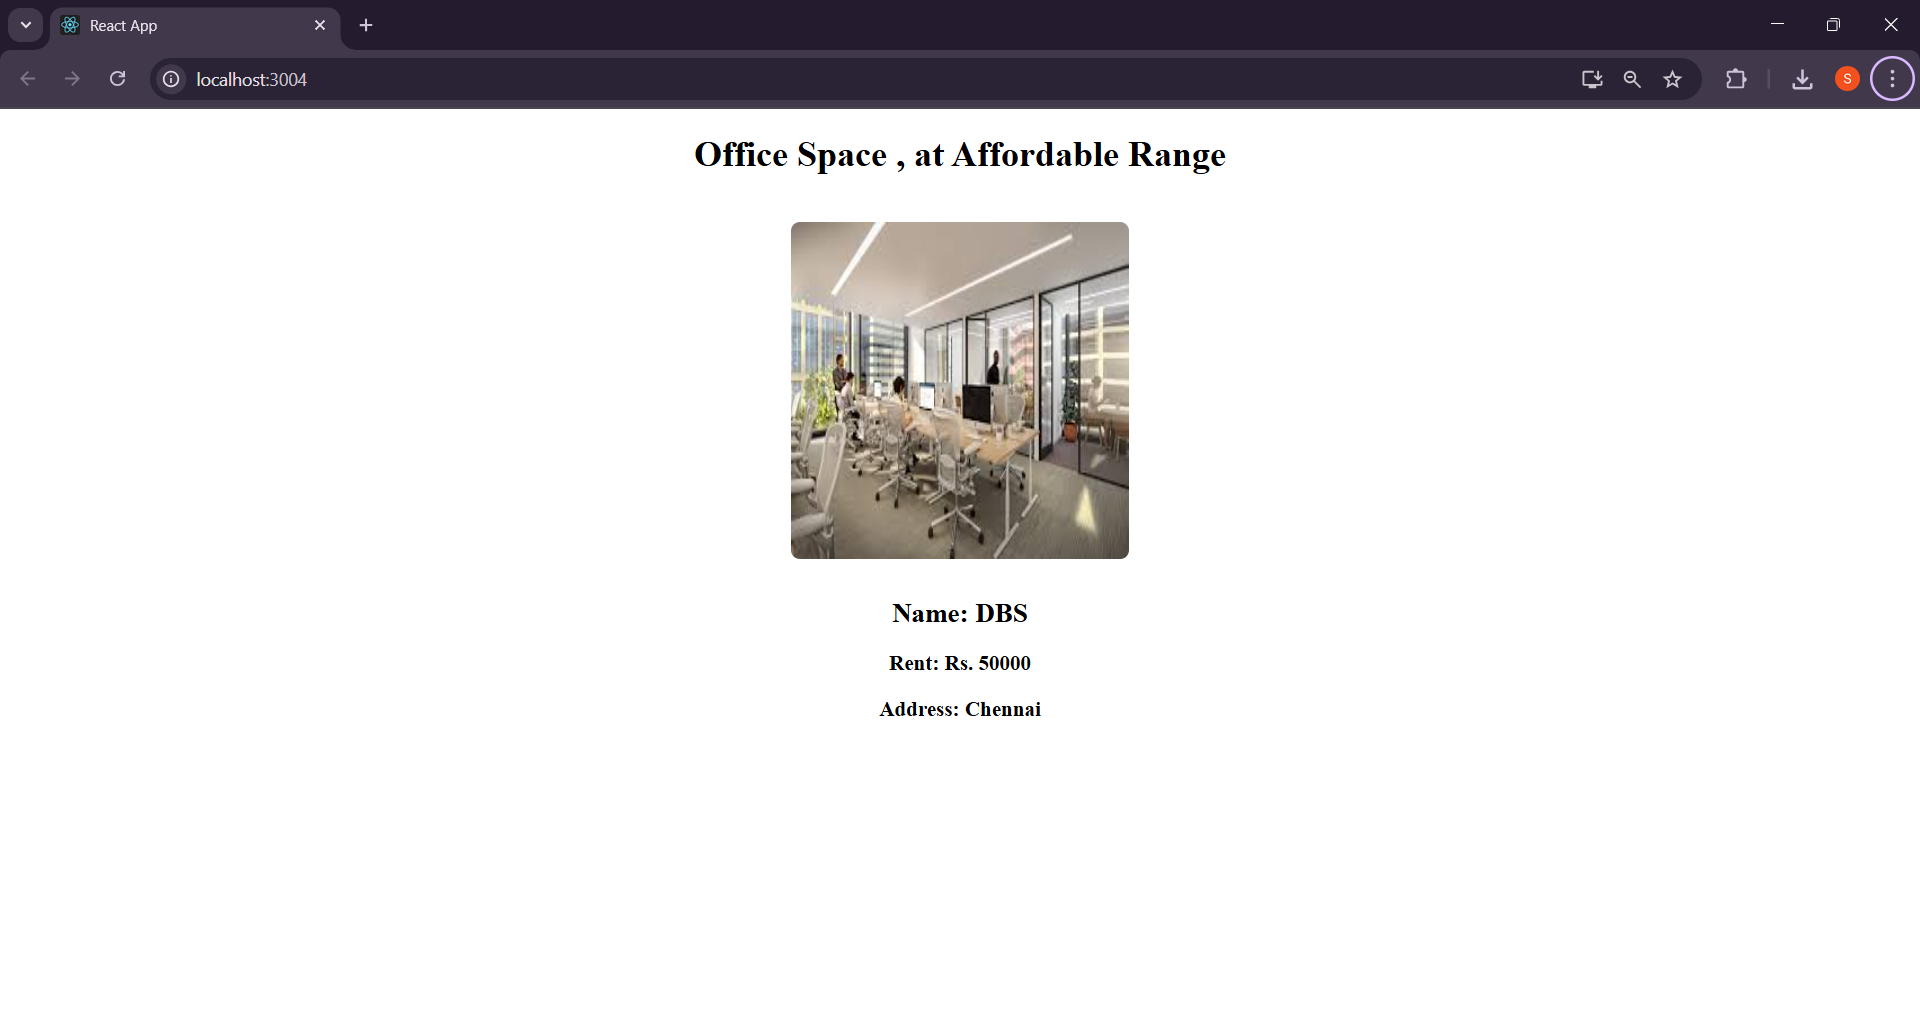 React App
localhost:3004
S
Office Space , at Affordable Range
Name: DBS
Rent: Rs. 50000
Address: Chennai